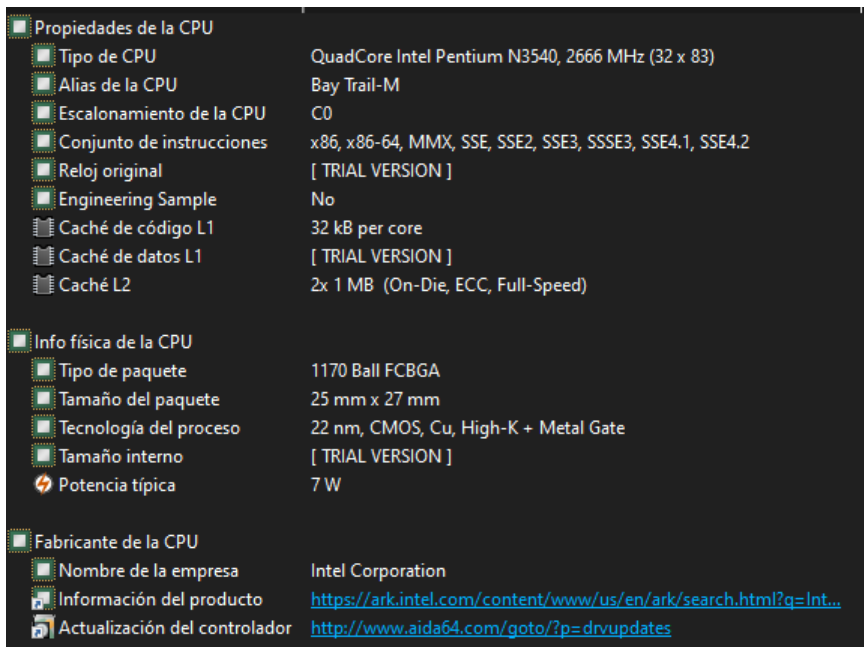 Propiedades de la CPU
Tipo de CPU QuadCore Intel Pentium N3540, 2666 MHz (32 x 83)
Alias de la CPU Bay Trail-M
Escalonamiento de la CPU C0
Conjunto de instrucciones x86, x86-64, MMX, SSE, SSE2, SSE3, SSSE3, SSE4.1, SSE4.2
Reloj original [ TRIAL VERSION ]
Engineering Sample No
Caché de código L1 32 kB per core
Caché de datos L1 [ TRIAL VERSION ]
Caché L2 2x 1 MB (On-Die, ECC, Full-Speed)
Info física de la CPU
Tipo de paquete 1170 Ball FCBGA
Tamaño del paquete 25 mm x 27 mm
Tecnología del proceso 22 nm, CMOS, Cu, High-K + Metal Gate
Tamaño interno [ TRIAL VERSION ]
Potencia típica 7 W
Fabricante de la CPU
Nombre de la empresa Intel Corporation
Información del producto https://ark.intel.com/content/www/us/en/ark/search.html?q=Int...
Actualización del controlador http://www.aida64.com/goto/?p=drvupdates